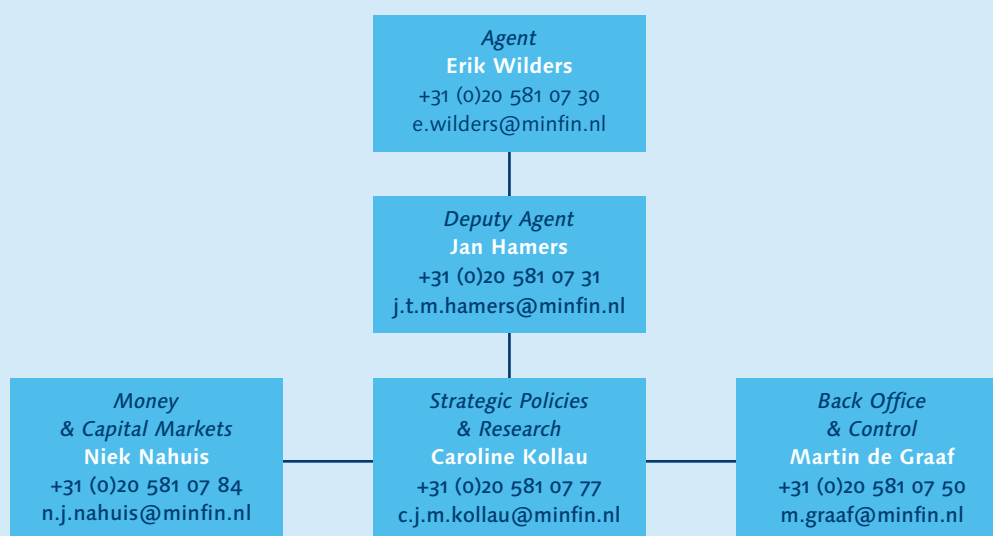 Agent
Erik Wilders
+31 (0)20 581 07 30
e.wilders@minfin.nl
Deputy Agent
Jan Hamers
+31 (0)20 581 07 31
j.t.m.hamers@minfin.nl
Money
& Capital Markets
Niek Nahuis
+31 (0)20 581 07 84
n.j.nahuis@minfin.nl
Strategic Policies
& Research
Caroline Kollau
+31 (0)20 581 07 77
c.j.m.kollau@minfin.nl
Back Office
& Control
Martin de Graaf
+31 (0)20 581 07 50
m.graaf@minfin.nl